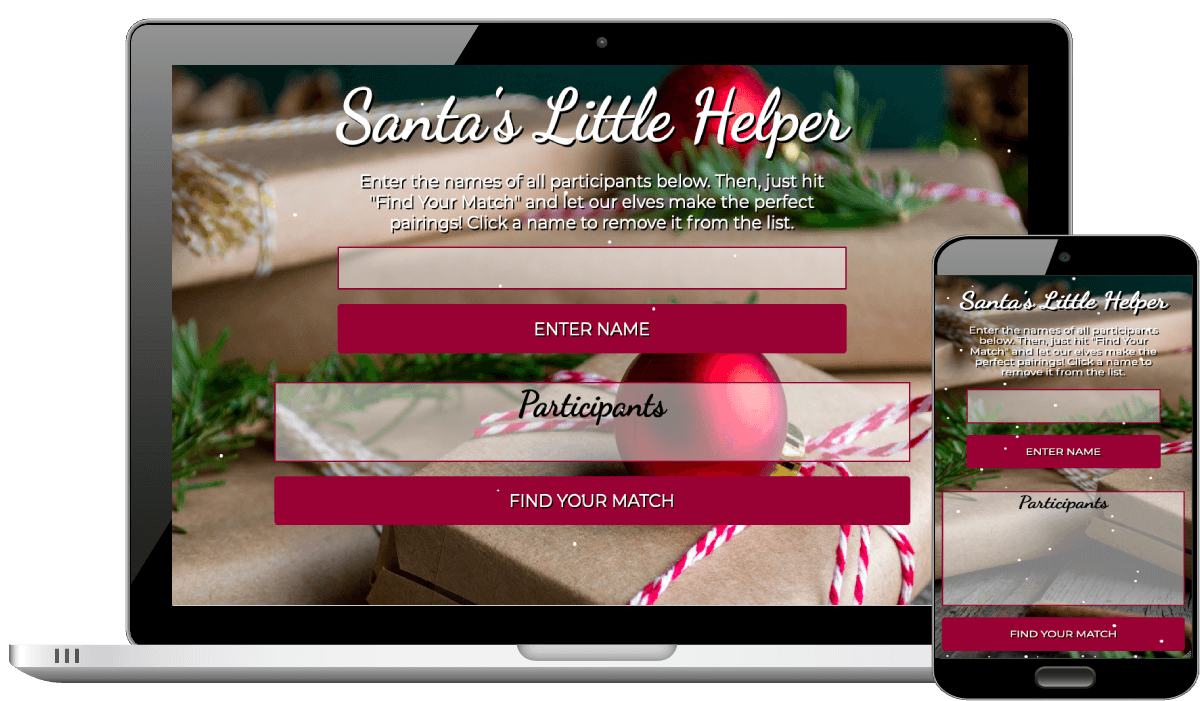 Santa's Little Helper
Enter the names of all participants below. Then, just hit
"Find Your Match" and let our elves make the perfect
pairings! Click a name to remove it from the list.
ENTER NAME
Participants
FIND YOUR MATCH
Santa's Little Helper
Enter the names of all participants
below. Then, just hit "Find Your
Match" and let our elves make the
perfect pairings! Click a name to
remove it from the list.
ENTER NAME
Participants
FIND YOUR MATCH